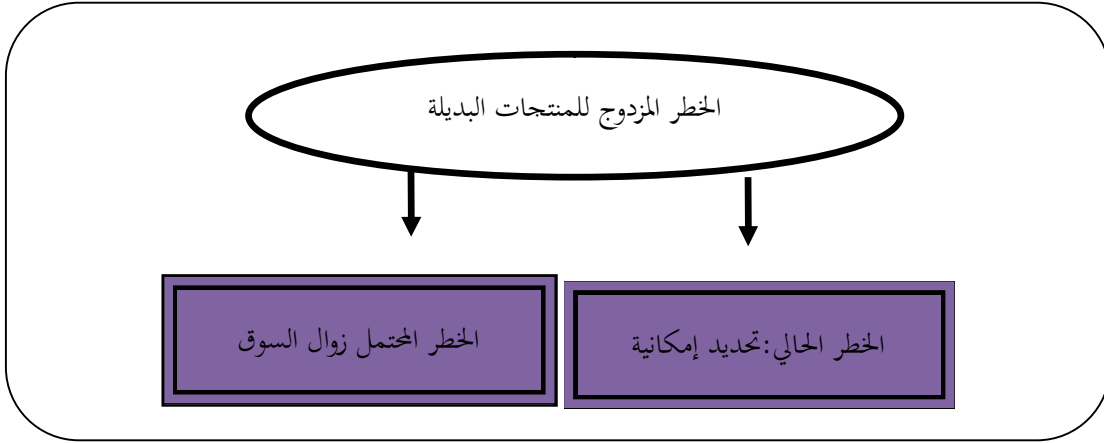 الخطر المزدوج للمنتجات البديلة
الخطر الحالي:تحديد إمكانية
الخطر المحتمل زوال السوق